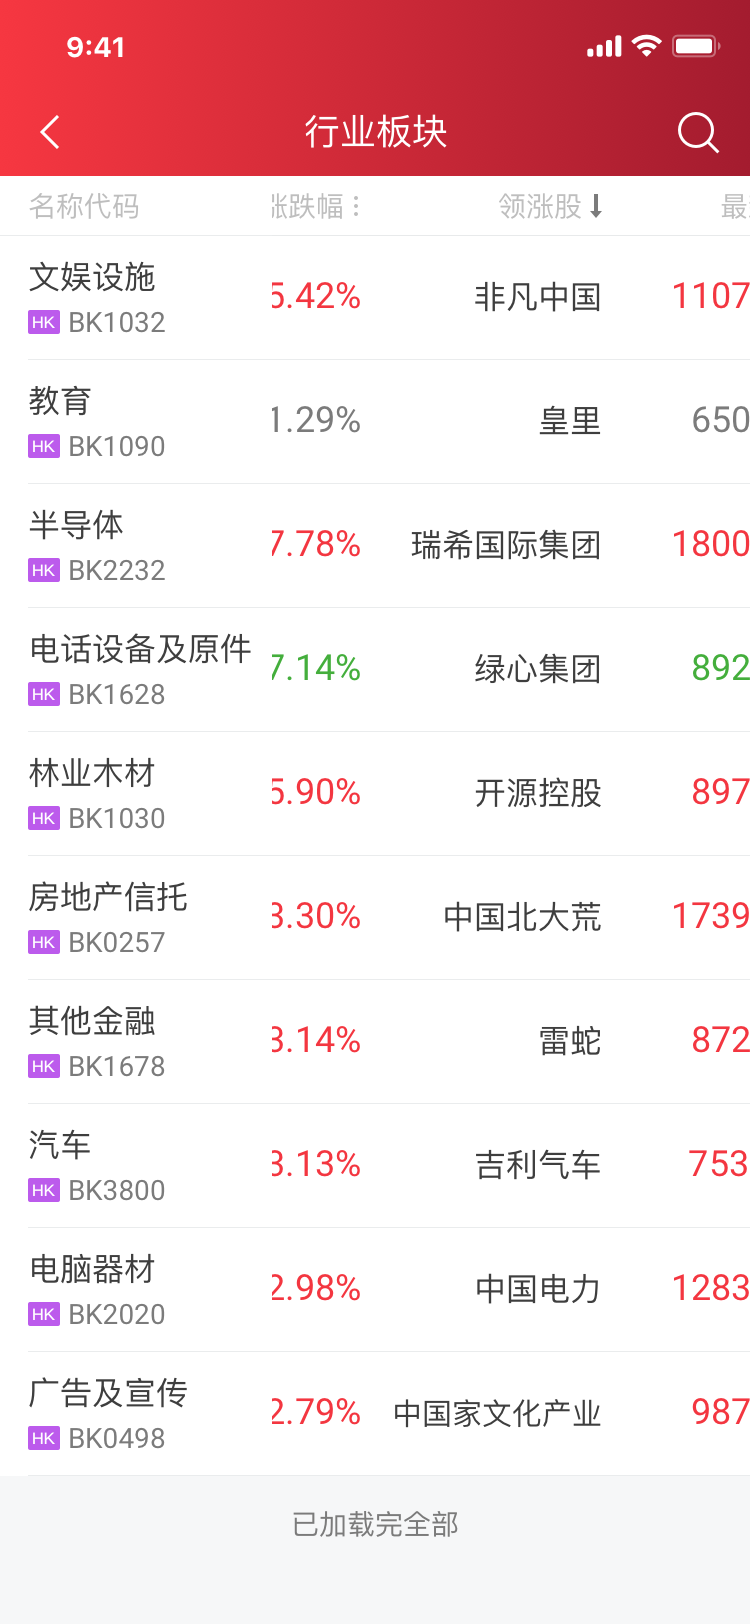 9:41
行业板块
名称代码 涨跌幅 领涨股 最
文娱设施
HK BK1032 5.42% 非凡中国 1107
教育
HK BK1090 1.29% 皇里 650
半导体
HK BK2232 7.78% 瑞希国际集团 1800
电话设备及原件
HK BK1628 7.14% 绿心集团 892
林业木材
HK BK1030 5.90% 开源控股 897
房地产信托
HK BK0257 3.30% 中国北大荒 1739
其他金融
HK BK1678 3.14% 雷蛇 872
汽车
HK BK3800 3.13% 吉利气车 753
电脑器材
HK BK2020 2.98% 中国电力 1283
广告及宣传
HK BK0498 2.79% 中国家文化产业 987
已加载完全部